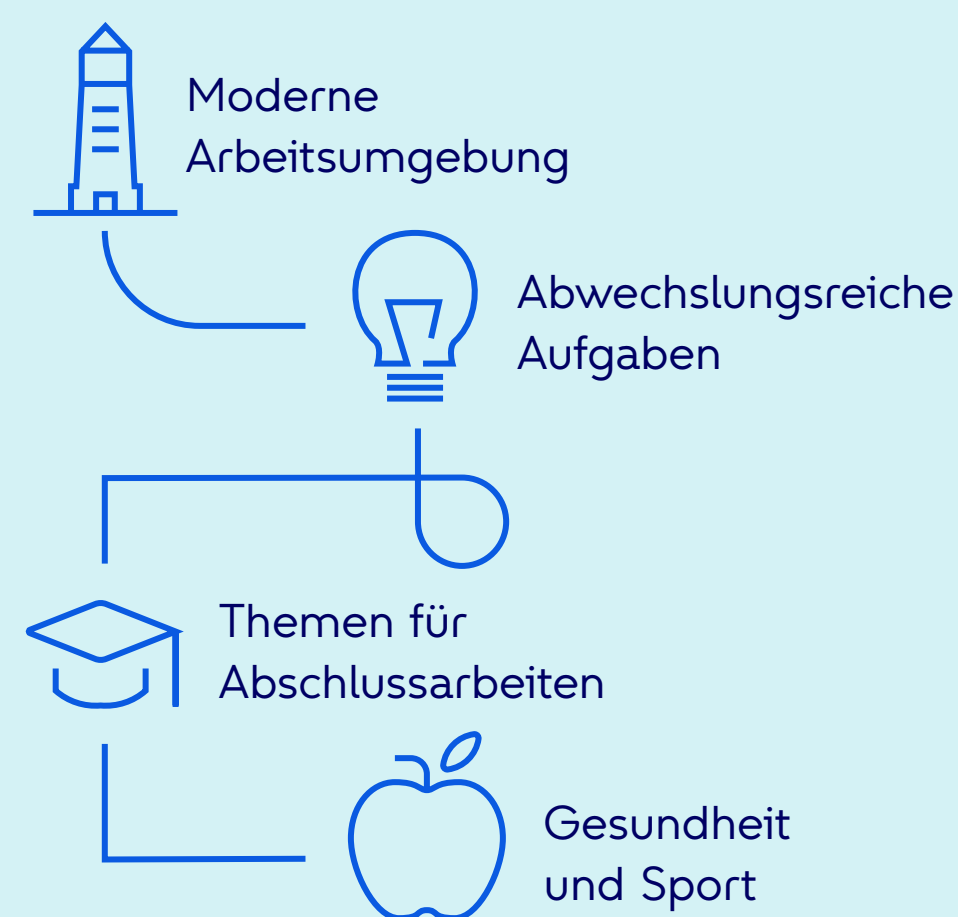 Moderne
Arbeitsumgebung
Abwechslungsreiche
Aufgaben
Themen für
Abschlussarbeiten
Gesundheit
und Sport